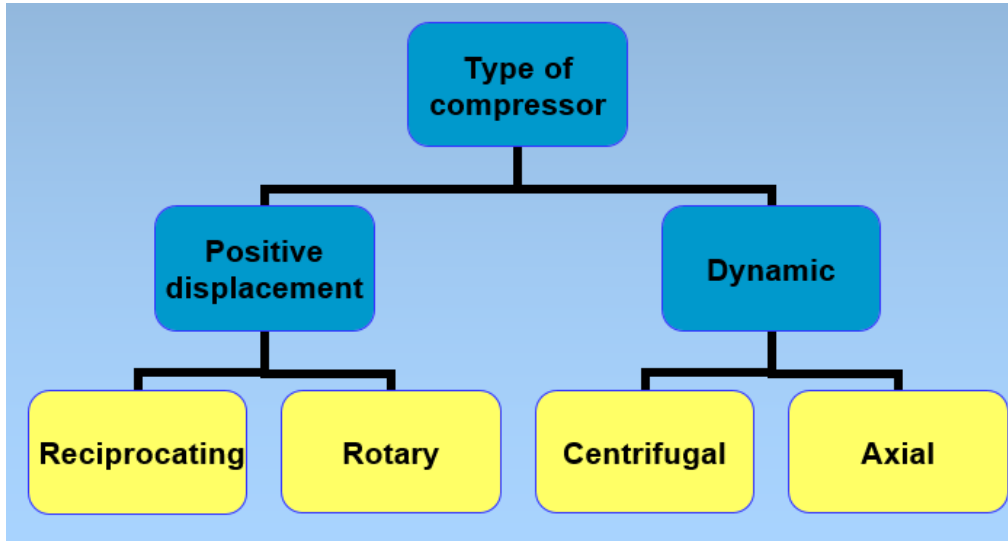 Type of
compressor
Positive
displacement
Dynamic
Reciprocating
Rotary
Centrifugal
Axial